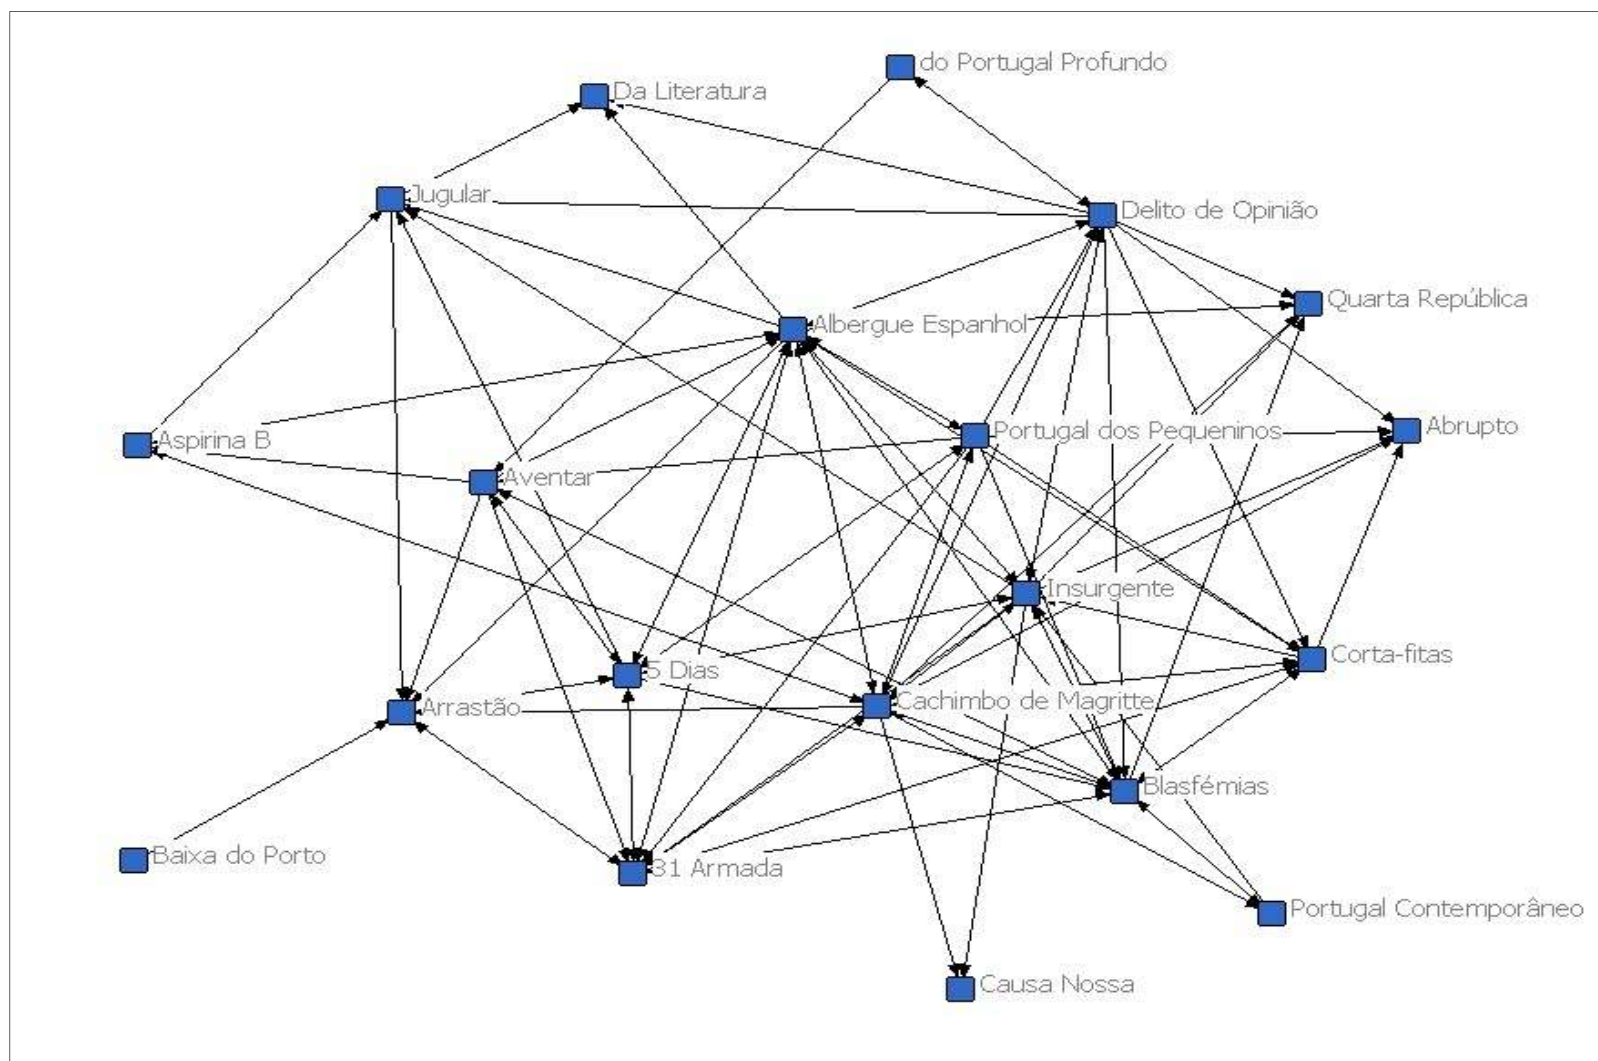 do Portugal Profundo
Da Literatura
Jugular
Delito de Opinião
Quarta República
Albergue Espanhol
Abrupto
Portugal dos Pequeninos
Aspirina B
Aventar
Insurgente
Corta-fitas
5 Dias
Cachimbo de Magritte
Arrastão
Blasfémias
Baixa do Porto
31 Armada
Portugal Contemporâneo
Causa Nossa